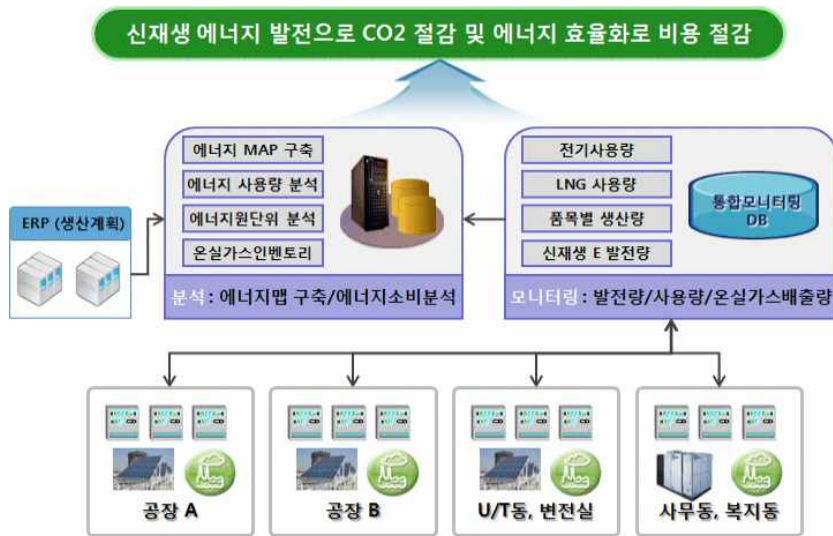 신재생 에너지 발전으로 CO2 절감 및 에너지 효율화로 비용 절감
에너지 MAP 구축
에너지 사용량 분석
에너지원단위 분석
온실가스인벤토리
분석 : 에너지맵 구축/에너지소비분석
전기사용량
LNG 사용량
품목별 생산량
신재생 E 발전량
통합모니터링
DB
모니터링 : 발전량/사용량/온실가스배출량
ERP (생산계획)
공장 A
공장 B
U/T동, 변전실
사무동, 복지동